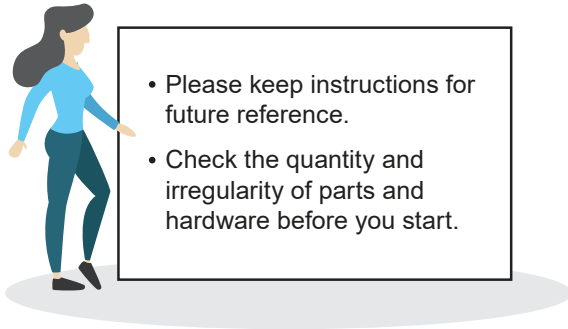 • Please keep instructions for
future reference.
• Check the quantity and
irregularity of parts and
hardware before you start.